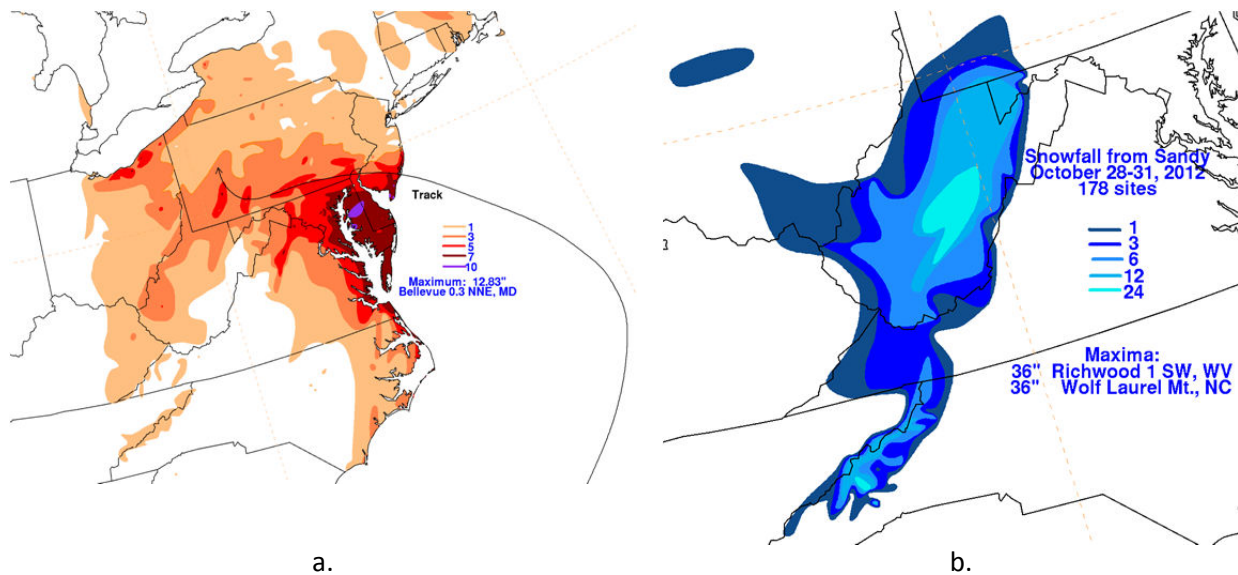 Track
1
3
5
7
10
Maximum: 12.83"
Bellevue 0.3 NNE, MD
a.
Snowfall from Sandy
October 28-31, 2012
178 sites
1
3
6
12
24
Maxima:
36" Richwood 1 SW, WV
36" Wolf Laurel Mt., NC
b.